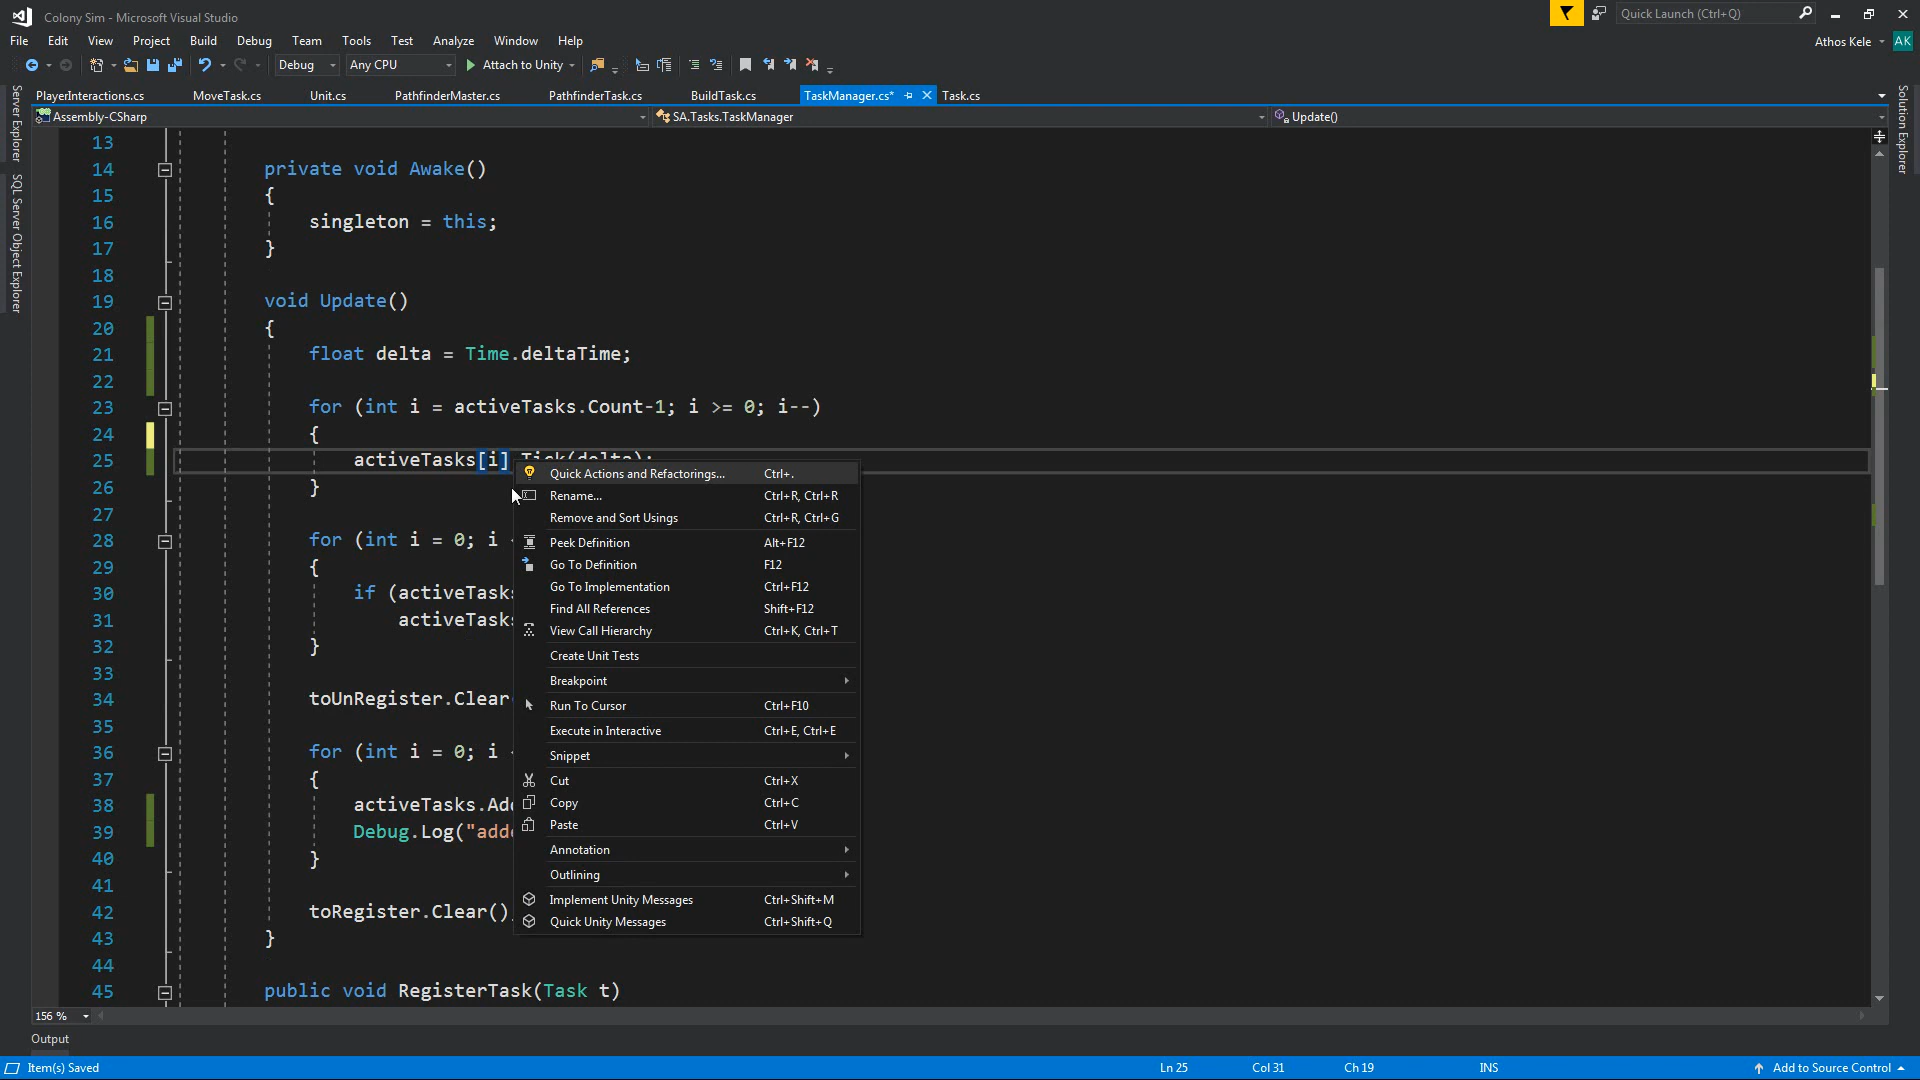 Colony Sim - Microsoft Visual Studio
Quick Launch (Ctrl+Q)
File Edit View Project Build Debug Team Tools Test Analyze Window Help
Athos Kele AK
Debug Any CPU Attach to Unity
PlayerInteractions.cs MoveTask.cs Unit.cs PathfinderMaster.cs PathfinderTask.cs BuildTask.cs TaskManager.cs* Task.cs
Assembly-CSharp SA.Tasks.TaskManager Update()
Server Explorer
SQL Server Object Explorer
Solution Explorer
13
14 private void Awake()
15 {
16 singleton = this;
17 }
18
19 void Update()
20 {
21 float delta = Time.deltaTime;
22
23 for (int i = activeTasks.Count-1; i >= 0; i--)
24 {
25 activeTasks[i].Tick(delta);
26 }
27
28 for (int i = 0; i
29 {
30 if (activeTasks
31 activeTasks
32 }
33
34 toUnRegister.Clear
35
36 for (int i = 0; i
37 {
38 activeTasks.Add
39 Debug.Log("adde
40 }
41
42 toRegister.Clear()
43 }
44
45 public void RegisterTask(Task t)
Quick Actions and Refactorings... Ctrl+.
Rename... Ctrl+R, Ctrl+R
Remove and Sort Usings Ctrl+R, Ctrl+G
Peek Definition Alt+F12
Go To Definition F12
Go To Implementation Ctrl+F12
Find All References Shift+F12
View Call Hierarchy Ctrl+K, Ctrl+T
Create Unit Tests
Breakpoint
Run To Cursor Ctrl+F10
Execute in Interactive Ctrl+E, Ctrl+E
Snippet
Cut Ctrl+X
Copy Ctrl+C
Paste Ctrl+V
Annotation
Outlining
Implement Unity Messages Ctrl+Shift+M
Quick Unity Messages Ctrl+Shift+Q
156 %
Output
Item(s) Saved Ln 25 Col 31 Ch 19 INS Add to Source Control